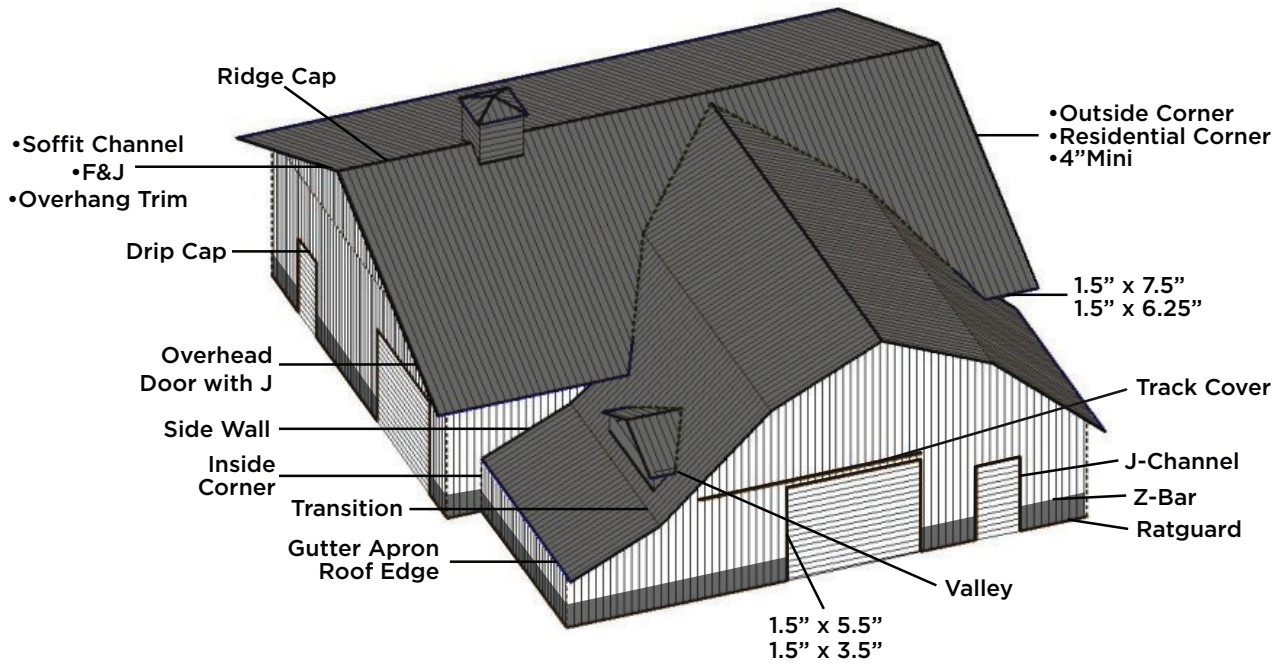 Ridge Cap
•Soffit Channel
•F&J
•Overhang Trim
Drip Cap
Overhead
Door with J
Side Wall
Inside
Corner
Transition
Gutter Apron
Roof Edge
•Outside Corner
•Residential Corner
•4”Mini
1.5” x 7.5”
1.5” x 6.25”
Track Cover
J-Channel
Z-Bar
Ratguard
Valley
1.5” x 5.5”
1.5” x 3.5”